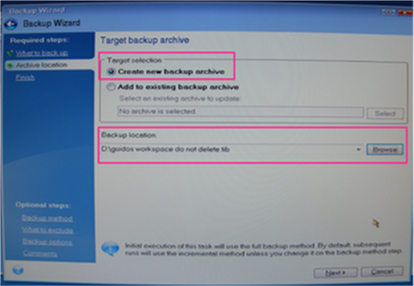 Backup Wizard
Backup Wizard
Required steps:
What to back up
Archive location
Finish
Optional steps:
Backup method
What to exclude
Backup options
Comments
Target backup archive
Target selection
Create new backup archive
Add to existing backup archive
Select an existing archive to update:
No archive is selected.
Select
Backup location:
D:\guidos workspace do not delete.tib
Browse
Initial execution of this task will use the full backup method. By default, subsequent
runs will use the incremental method unless you change it on the backup method step.
Next >
Cancel